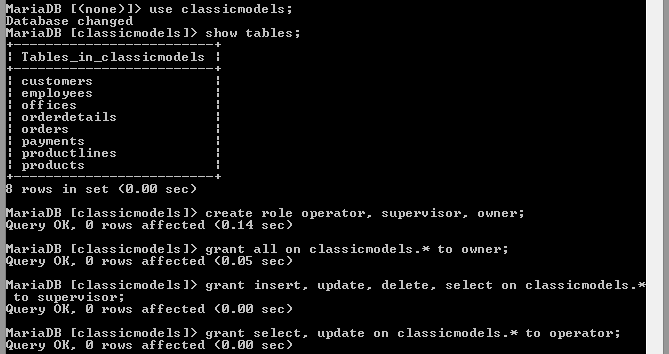 MariaDB [(none)]> use classicmodels;
Database changed
MariaDB [classicmodels]> show tables;
+-------------------------+
| Tables_in_classicmodels |
+-------------------------+
| customers               |
| employees               |
| offices                 |
| orderdetails            |
| orders                  |
| payments                |
| productlines            |
| products                |
+-------------------------+
8 rows in set (0.00 sec)
MariaDB [classicmodels]> create role operator, supervisor, owner;
Query OK, 0 rows affected (0.14 sec)
MariaDB [classicmodels]> grant all on classicmodels.* to owner;
Query OK, 0 rows affected (0.05 sec)
MariaDB [classicmodels]> grant insert, update, delete, select on classicmodels.*
 to supervisor;
Query OK, 0 rows affected (0.00 sec)
MariaDB [classicmodels]> grant select, update on classicmodels.* to operator;
Query OK, 0 rows affected (0.00 sec)